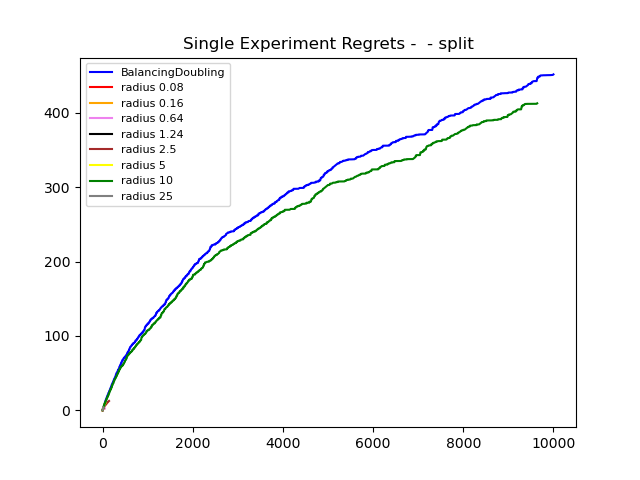 Single Experiment Regrets -  - split
BalancingDoubling
radius 0.08
radius 0.16
radius 0.64
radius 1.24
radius 2.5
radius 5
radius 10
radius 25
400
300
200
100
0
0 2000 4000 6000 8000 10000